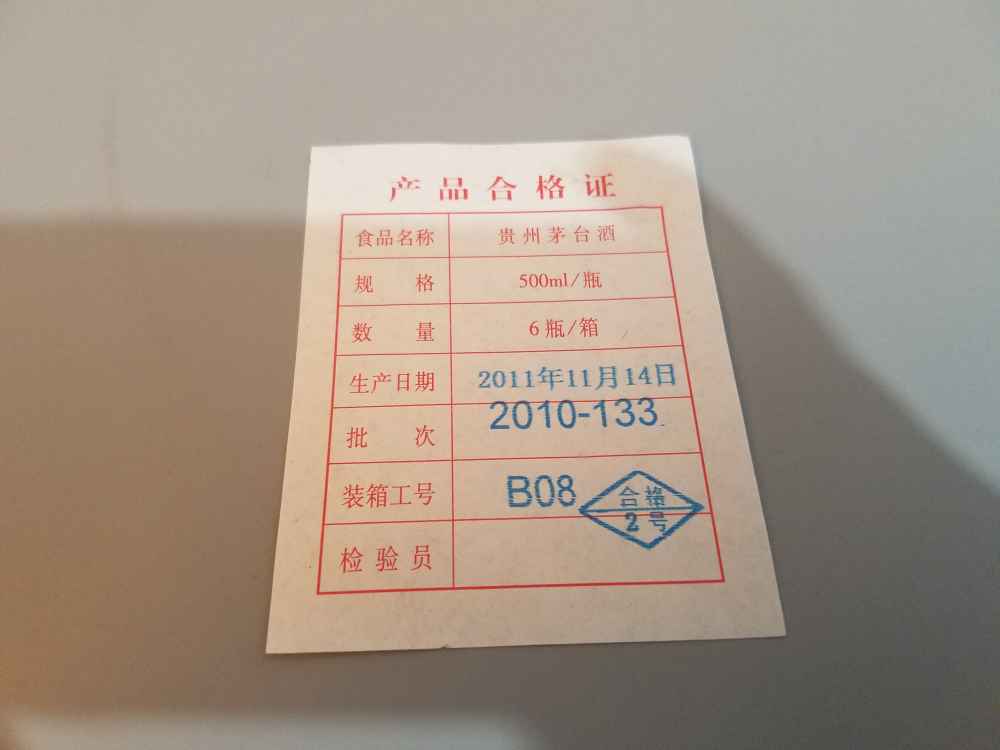 产品合格证
食品名称 贵州茅台酒
规 格 500ml/瓶
数 量 6瓶/箱
生产日期 2011年11月14日
批 次 2010-133
装箱工号 B08
合格
2号
检验员